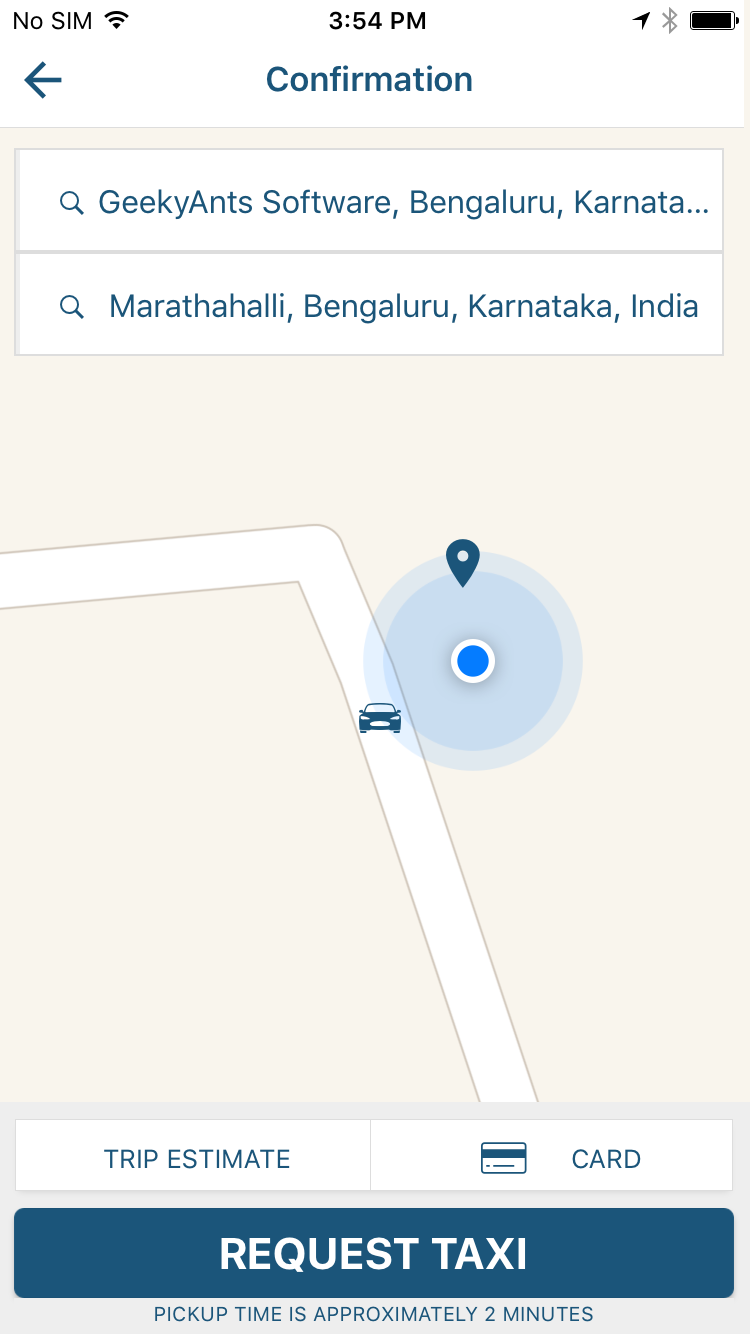 No SIM 3:54 PM
Confirmation
GeekyAnts Software, Bengaluru, Karnata...
Marathahalli, Bengaluru, Karnataka, India
TRIP ESTIMATE CARD
REQUEST TAXI
PICKUP TIME IS APPROXIMATELY 2 MINUTES